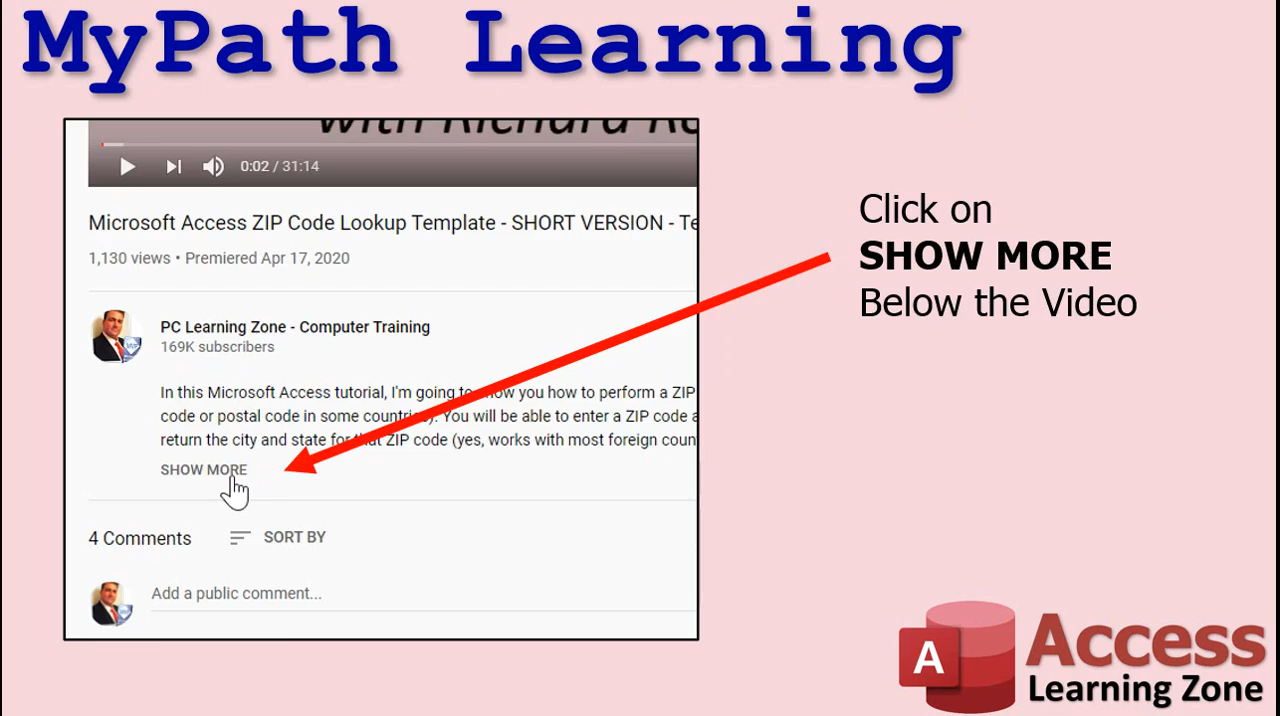 MyPath Learning
with Richard
0:02 / 31:14
Microsoft Access ZIP Code Lookup Template - SHORT VERSION - Te
1,130 views • Premiered Apr 17, 2020
PC Learning Zone - Computer Training
169K subscribers
In this Microsoft Access tutorial, I'm going to show you how to perform a ZIP
code or postal code in some countries). You will be able to enter a ZIP code a
return the city and state for that ZIP code (yes, works with most foreign coun
SHOW MORE
4 Comments
SORT BY
Add a public comment...
Click on
SHOW MORE
Below the Video
A
Access
Learning Zone